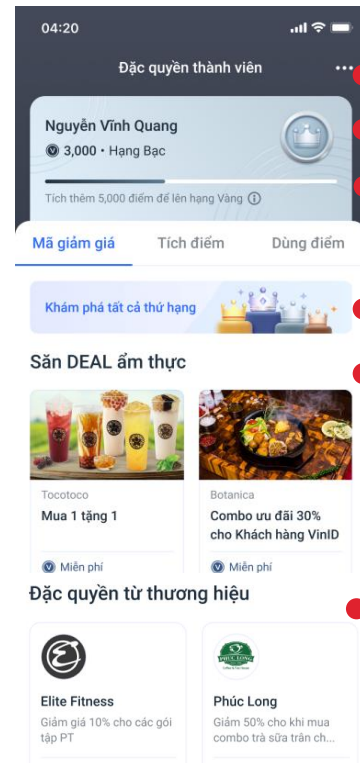 04:20
Đặc quyền thành viên
Nguyễn Vĩnh Quang
V 3,000 • Hạng Bạc
Tích thêm 5,000 điểm để lên hạng Vàng
Mã giảm giá Tích điểm Dùng điểm
Khám phá tất cả thứ hạng
Săn DEAL ẩm thực
Tocotoco Botanica
Mua 1 tặng 1 Combo ưu đãi 30%
cho Khách hàng VinID
V Miễn phí V Miễn phí
Đặc quyền từ thương hiệu
PHUC LONG
Elite Fitness Phúc Long
Giảm giá 10% cho các gói Giảm 50% cho khi mua
tập PT combo trà sữa trân ch...